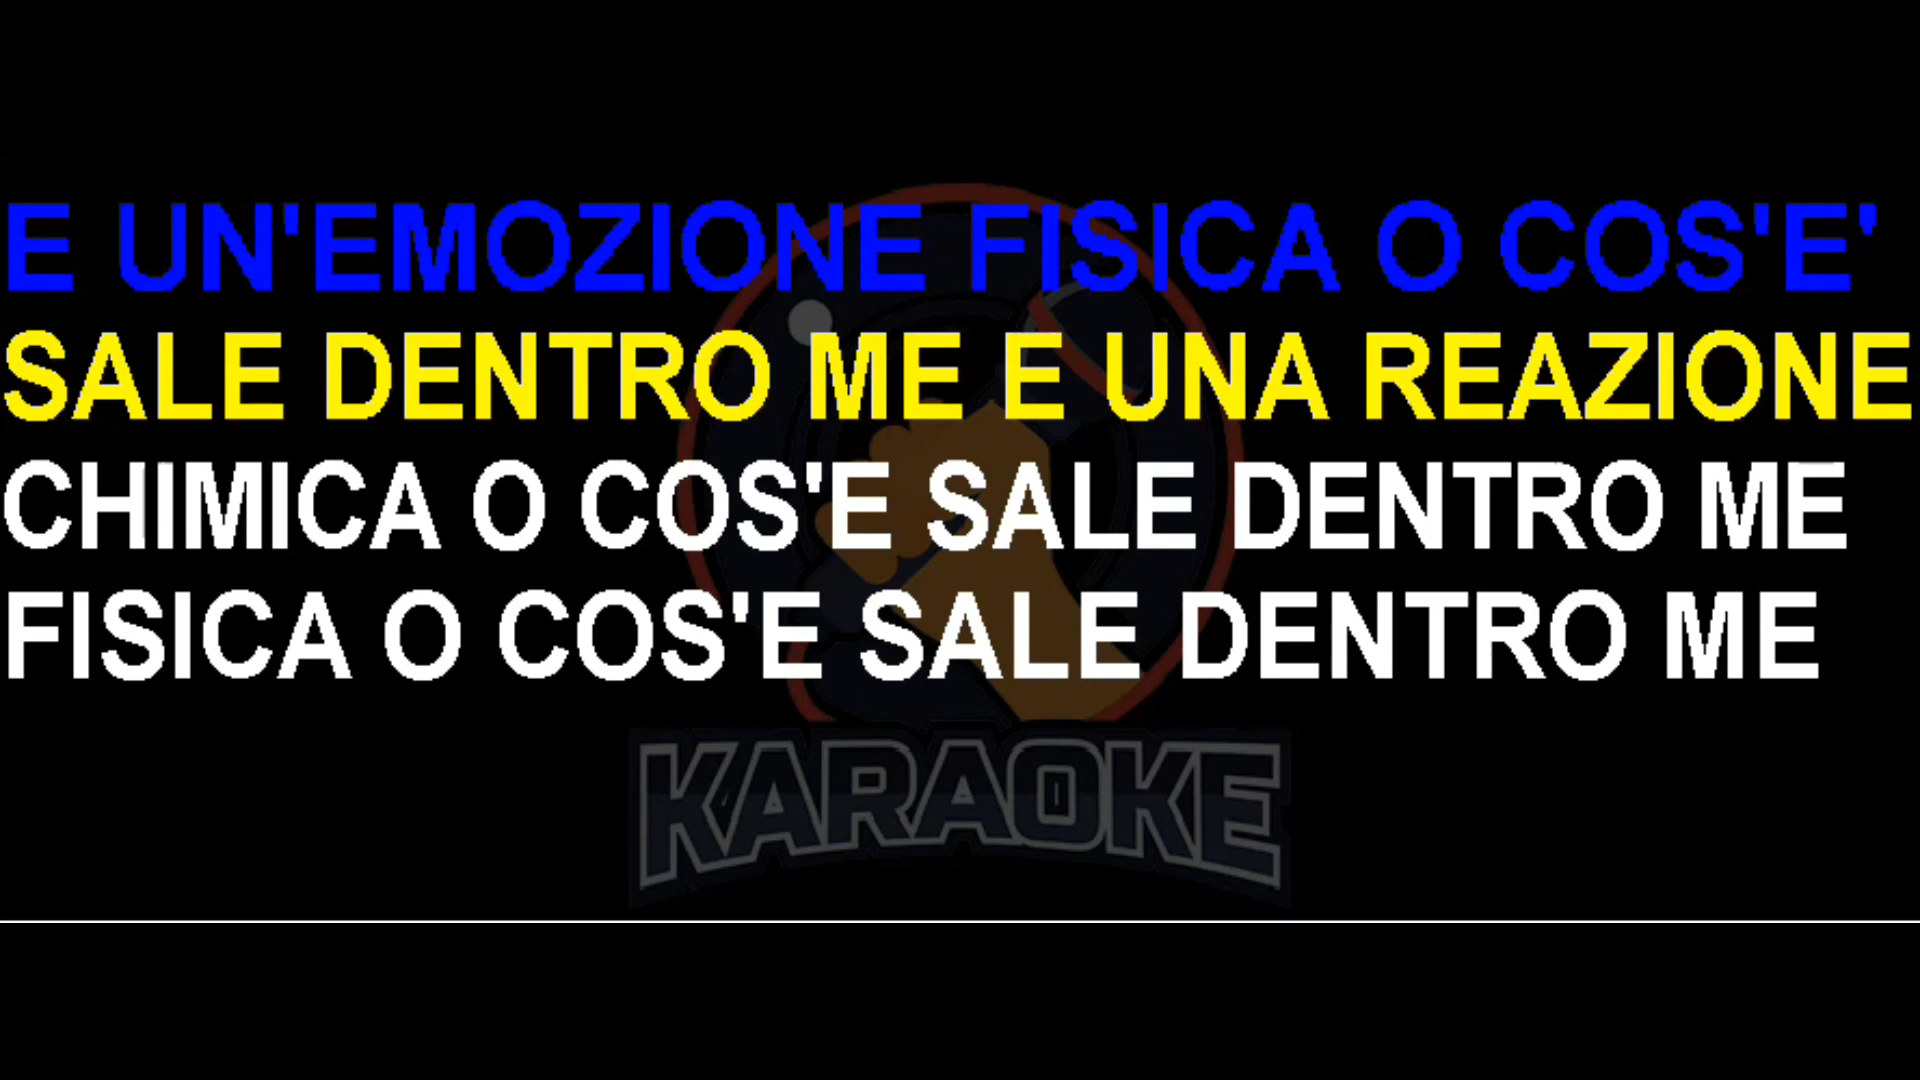 E UN'EMOZIONE FISICA O COS'E'
SALE DENTRO ME E UNA REAZIONE
CHIMICA O COS'E SALE DENTRO ME
FISICA O COS'E SALE DENTRO ME
KARAOKE